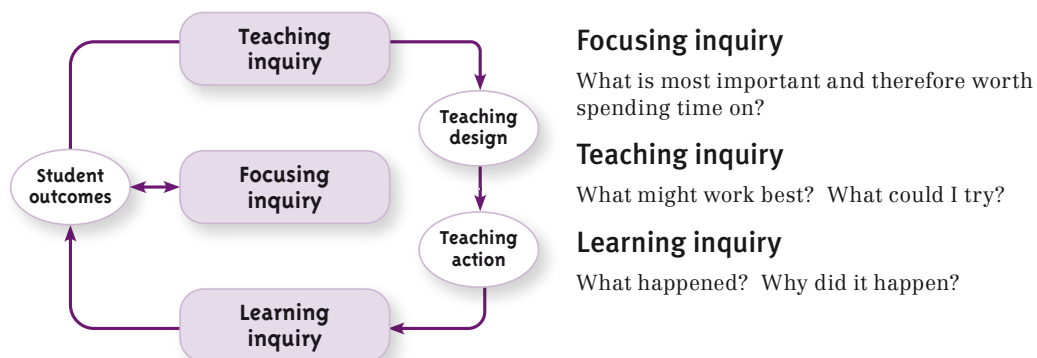 Teaching
inquiry
Teaching
design
Student
outcomes
Focusing
inquiry
Teaching
action
Learning
inquiry
Focusing inquiry
What is most important and therefore worth
spending time on?
Teaching inquiry
What might work best?  What could I try?
Learning inquiry
What happened?  Why did it happen?